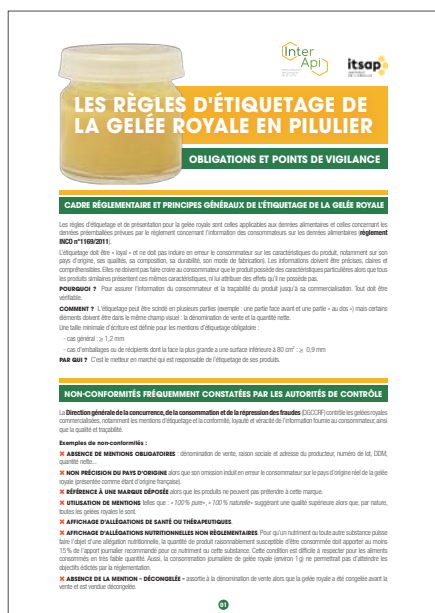 Inter
Api
itsap
LES RÈGLES D'ÉTIQUETAGE DE
LA GELÉE ROYALE EN PILULIER
OBLIGATIONS ET POINTS DE VIGILANCE
CADRE RÉGLEMENTAIRE ET PRINCIPES GÉNÉRAUX DE L'ÉTIQUETAGE DE LA GELÉE ROYALE
Les règles d'étiquetage et de présentation pour la gelée royale sont celles applicables aux denrées alimentaires et celles concernant les
denrées préemballées prévues par le règlement concernant l'information des consommateurs sur les denrées alimentaires (règlement
INCO n°1169/2011).
L'étiquetage doit être « loyal » et ne doit pas induire en erreur le consommateur sur les caractéristiques du produit, notamment sur son
pays d'origine, ses qualités, sa composition, sa durabilité, son mode de fabrication). Les informations doivent être précises, claires et
compréhensibles. Elles ne doivent pas faire croire au consommateur que le produit possède des caractéristiques particulières alors que tous
les produits similaires présentent ces mêmes caractéristiques, ni lui attribuer des effets qu'il ne possède pas.
POURQUOI ? Pour assurer l'information du consommateur et la traçabilité du produit jusqu'à sa commercialisation. Tout doit être
vérifiable.
COMMENT ? L'étiquetage peut être scindé en plusieurs parties (exemple : une partie face avant et une partie « au dos») mais certains
éléments doivent être dans le même champ visuel : la dénomination de vente et la quantité nette.
Une taille minimale d'écriture est définie pour les mentions d'étiquetage obligatoire :
- cas général : ⩾ 1,2 mm
- cas d'emballages ou de récipients dont la face la plus grande a une surface inférieure à 80 cm² : ⩾ 0,9 mm
PAR QUI ? C'est le metteur en marché qui est responsable de l'étiquetage de ses produits.
NON-CONFORMITÉS FRÉQUEMMENT CONSTATÉES PAR LES AUTORITÉS DE CONTRÔLE
La Direction générale de la concurrence, de la consommation et de la répression des fraudes (DGCCRF) contrôle les gelées royales
commercialisées, notamment les mentions d'étiquetage et la conformité, loyauté et véracité de l'information fournie au consommateur, ainsi
que la qualité et traçabilité.
Exemples de non-conformités :
✖ ABSENCE DE MENTIONS OBLIGATOIRES : dénomination de vente, raison sociale et adresse du producteur, numéro de lot, DDM,
quantité nette...
✖ NON PRÉCISION DU PAYS D'ORIGINE alors que son omission induit en erreur le consommateur sur le pays d'origine réel de la gelée
royale (présentée comme étant d'origine française).
✖ RÉFÉRENCE À UNE MARQUE DÉPOSÉE alors que les produits ne peuvent pas prétendre à cette marque.
✖ UTILISATION DE MENTIONS telles que : « 100% pure», « 100% naturelle» suggérant une qualité supérieure alors que, par nature,
toutes les gelées royales le sont.
✖ AFFICHAGE D'ALLÉGATIONS DE SANTÉ OU THÉRAPEUTIQUES.
✖ AFFICHAGE D'ALLÉGATIONS NUTRITIONNELLES NON RÉGLEMENTAIRES. Pour qu'un nutriment ou toute autre substance puisse
faire l'objet d'une allégation nutritionnelle, la quantité de produit raisonnablement susceptible d'être consommée doit apporter au moins
15% de l'apport journalier recommandé pour ce nutriment ou cette substance. Cette condition est difficile à respecter pour les aliments
consommés en très faible quantité. Aussi, la consommation journalière de gelée royale (environ 1g) ne permettrait pas d'atteindre les
objectifs édictés par la réglementation.
✖ ABSENCE DE LA MENTION « DÉCONGELÉE » assortie à la dénomination de vente alors que la gelée royale a été congelée avant la
vente et est vendue décongelée.
01